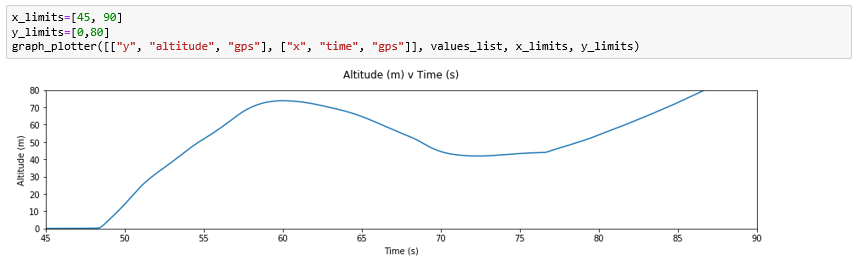 x_limits=[45, 90]
y_limits=[0,80]
graph_plotter([["y", "altitude", "gps"], ["x", "time", "gps"]], values_list, x_limits, y_limits)
Altitude (m) v Time (s)
80
70
60
50
40
30
20
10
0
Altitude (m)
45 50 55 60 65 70 75 80 85 90
Time (s)